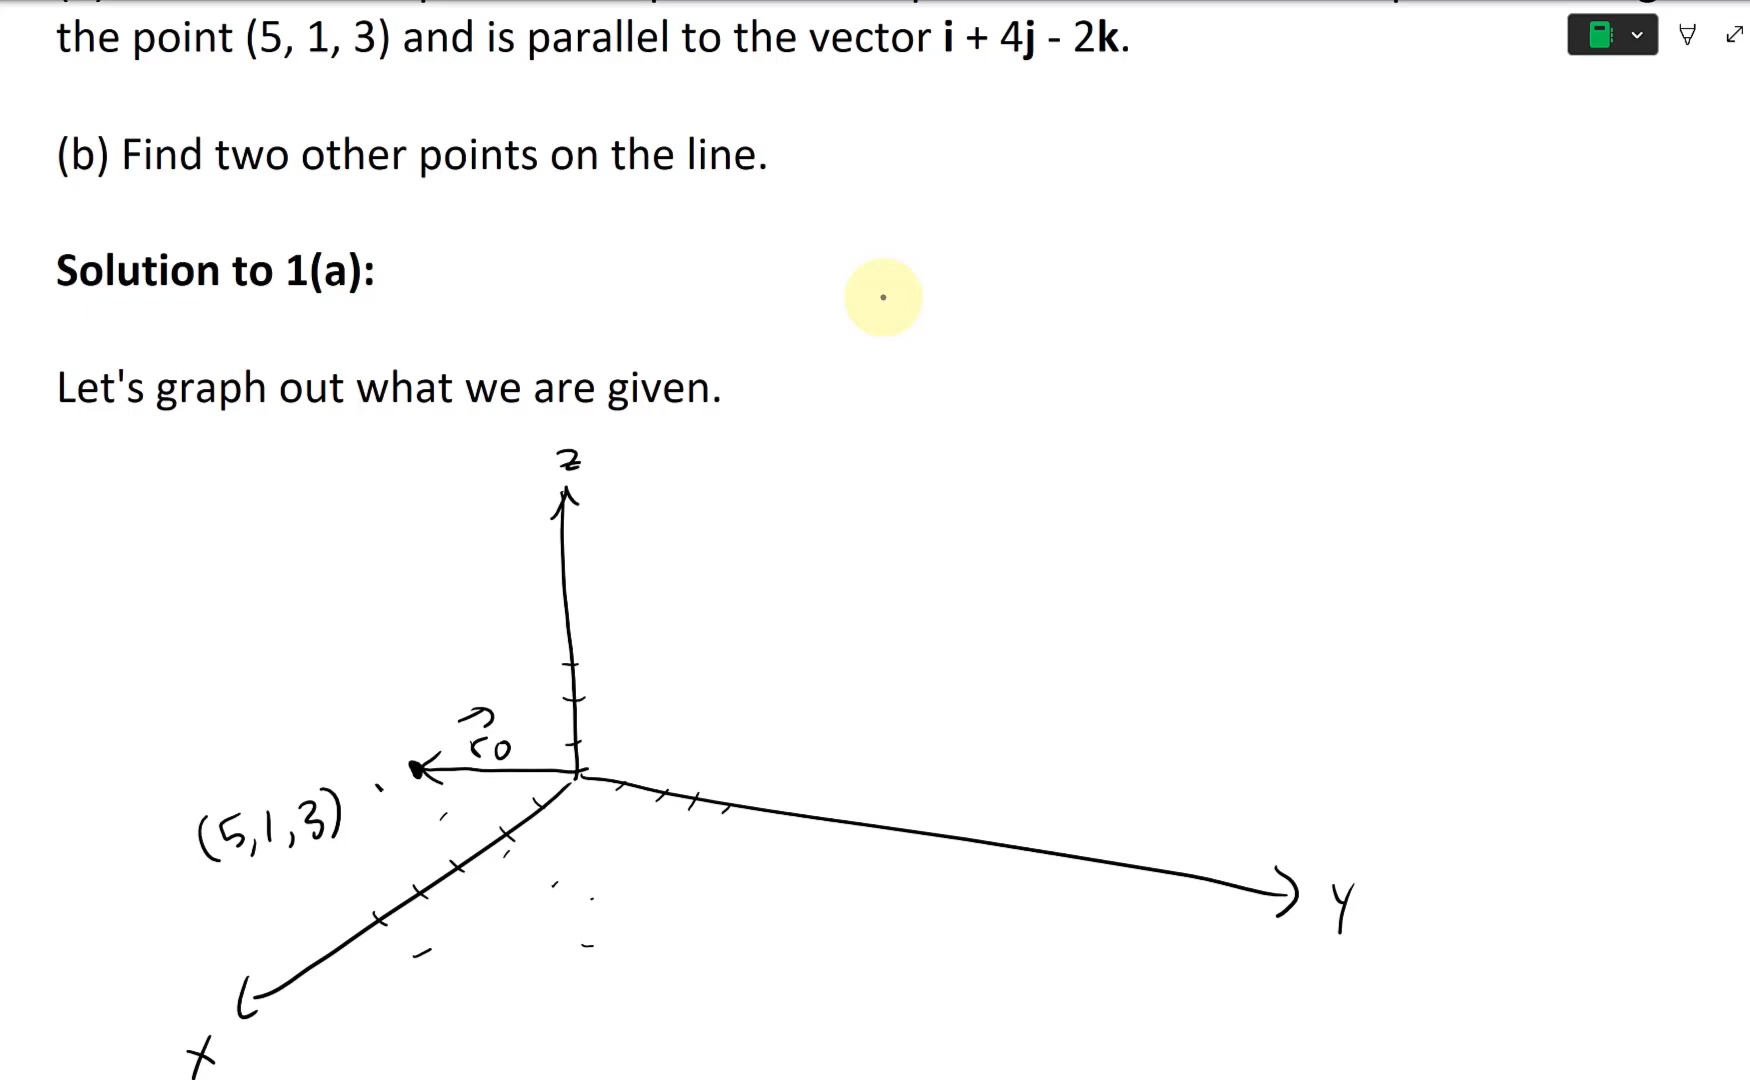 the point (5, 1, 3) and is parallel to the vector i + 4j - 2k.
(b) Find two other points on the line.
Solution to 1(a):
Let's graph out what we are given.
z
r0
(5,1,3)
y
x